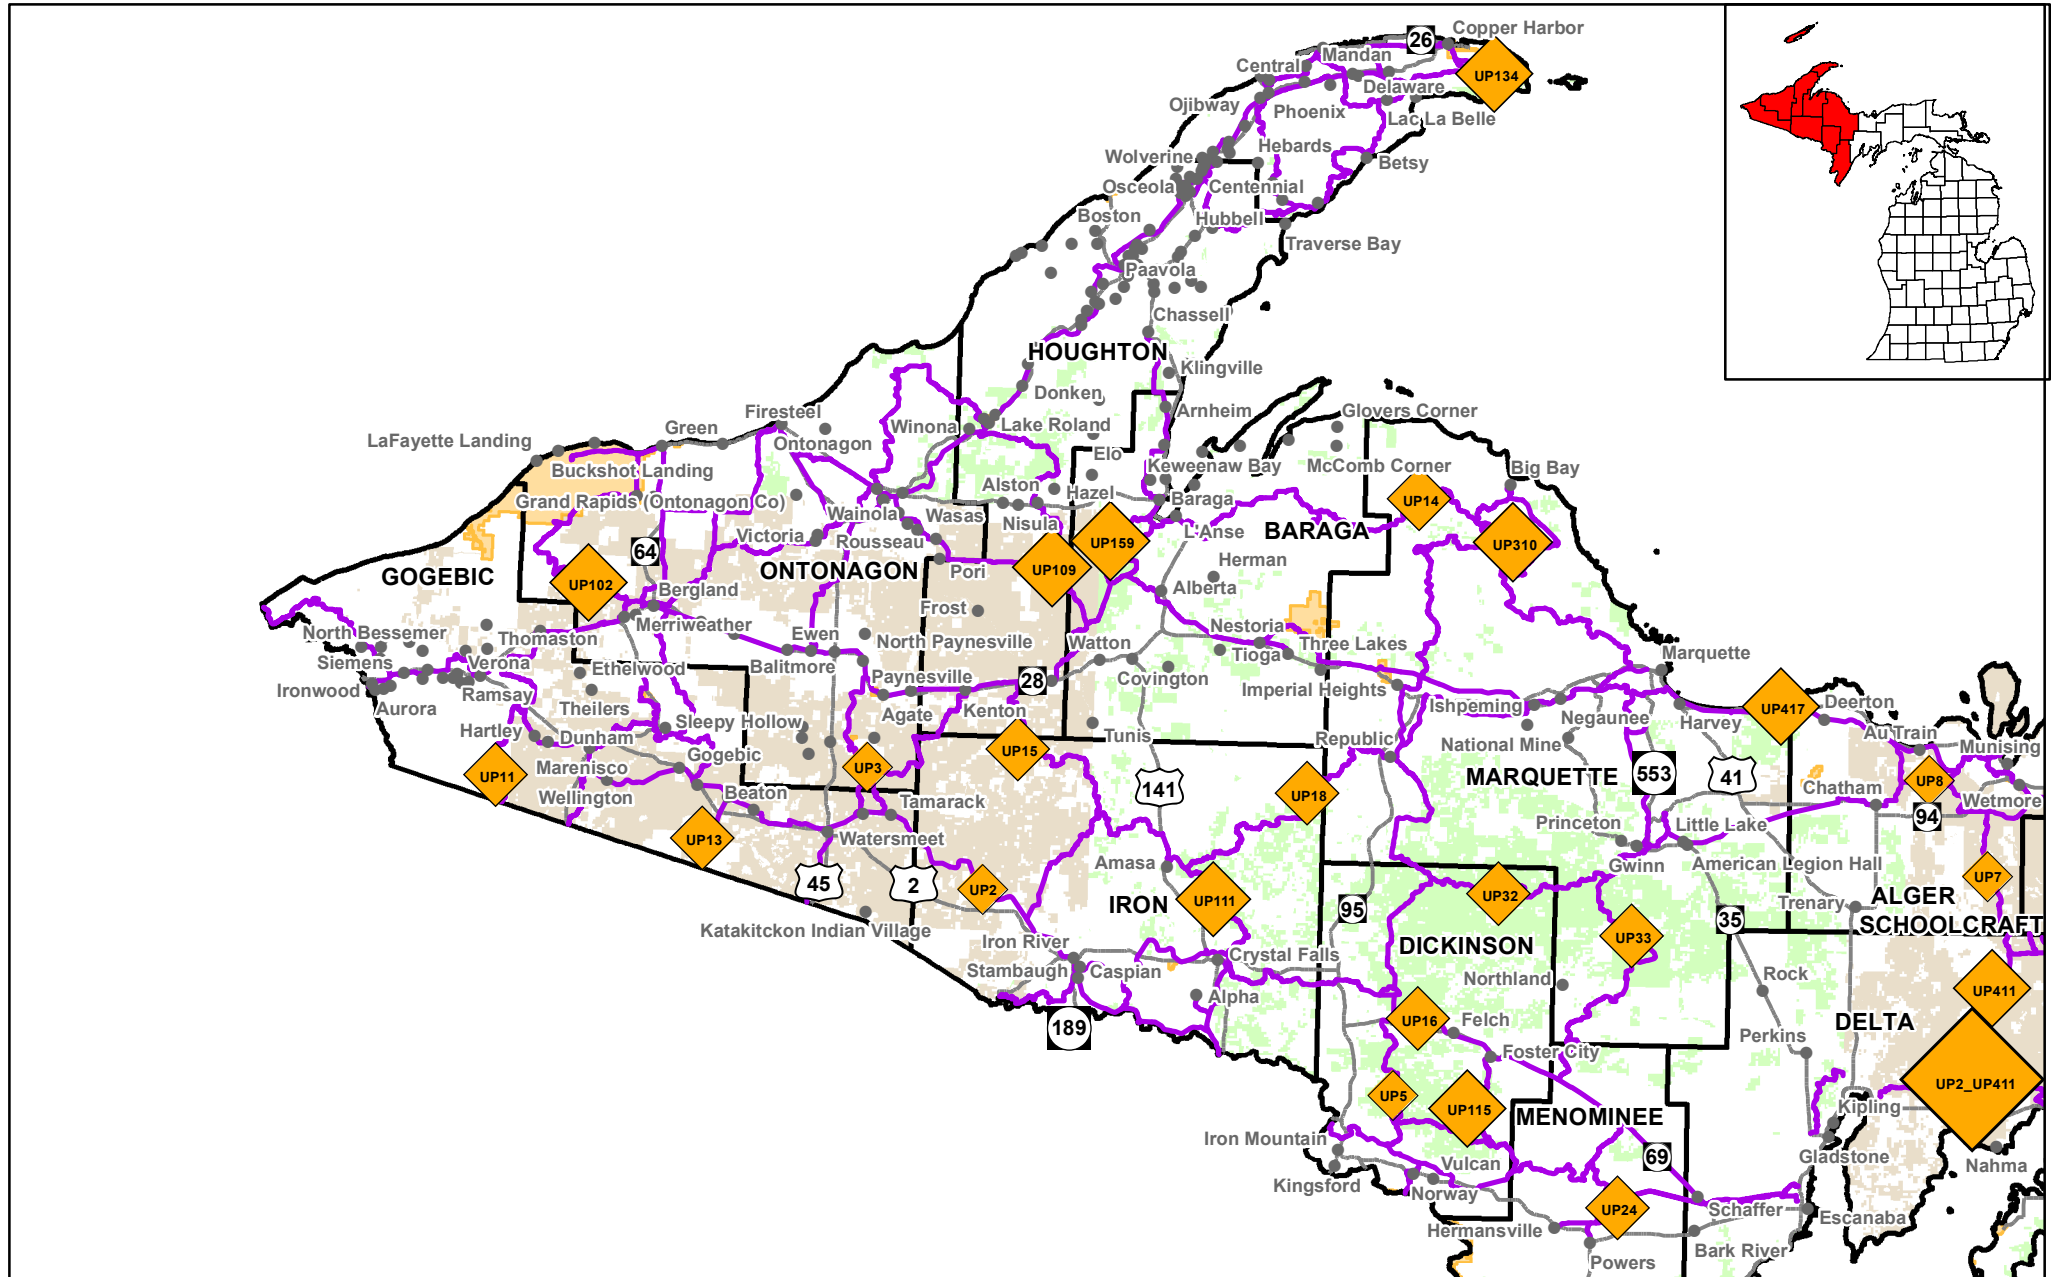 Copper Harbor
26
Mandan
Central
UP134
Delaware
Ojibway
Phoenix
Lac La Belle
Hebards
Wolverine
Betsy
Osceola
Centennial
Boston
Hubbell
Traverse Bay
Paavola
Chassell
HOUGHTON
Klingville
Donken
Firesteel
Arnheim
Glovers Corner
Green
Winona
Lake Roland
LaFayette Landing
Ontonagon
Elo
Buckshot Landing
Keweenaw Bay
McComb Corner
Big Bay
Alston
Hazel
Baraga
UP14
Grand Rapids (Ontonagon Co)
Wainola
Wasas
Nisula
L'Anse
BARAGA
Victoria
Rousseau
UP159
UP310
64
Herman
GOGEBIC
UP102
ONTONAGON
Pori
UP109
Bergland
Alberta
Frost
Merriweather
Nestoria
North Bessemer
Thomaston
Ewen
North Paynesville
Watton
Three Lakes
Siemens
Verona
Ethelwood
Balitmore
Tioga
Marquette
Ironwood
Ramsay
Paynesville
28
Covington
Imperial Heights
Aurora
Theilers
Agate
Kenton
Ishpeming
UP417
Deerton
Hartley
Sleepy Hollow
Negaunee
Harvey
Au Train
Dunham
Tunis
Republic
National Mine
Munising
Gogebic
UP15
Marenisco
UP3
UP11
MARQUETTE
553
41
UP8
Wellington
Beaton
141
UP18
Chatham
Wetmore
Tamarack
94
UP13
Watersmeet
Princeton
Little Lake
Amasa
Gwinn
American Legion Hall
45
2
UP2
UP7
UP111
UP32
IRON
95
Trenary
ALGER
35
SCHOOLCRAFT
Katakitckon Indian Village
UP33
Iron River
DICKINSON
Crystal Falls
Stambaugh
Caspian
Northland
Rock
Alpha
UP411
189
UP16
Felch
DELTA
Perkins
Foster City
UP2_UP411
UP5
UP115
MENOMINEE
Kipling
Iron Mountain
69
Gladstone
Vulcan
Nahma
Kingsford
Norway
UP24
Schaffer
Escanaba
Hermansville
Bark River
Powers